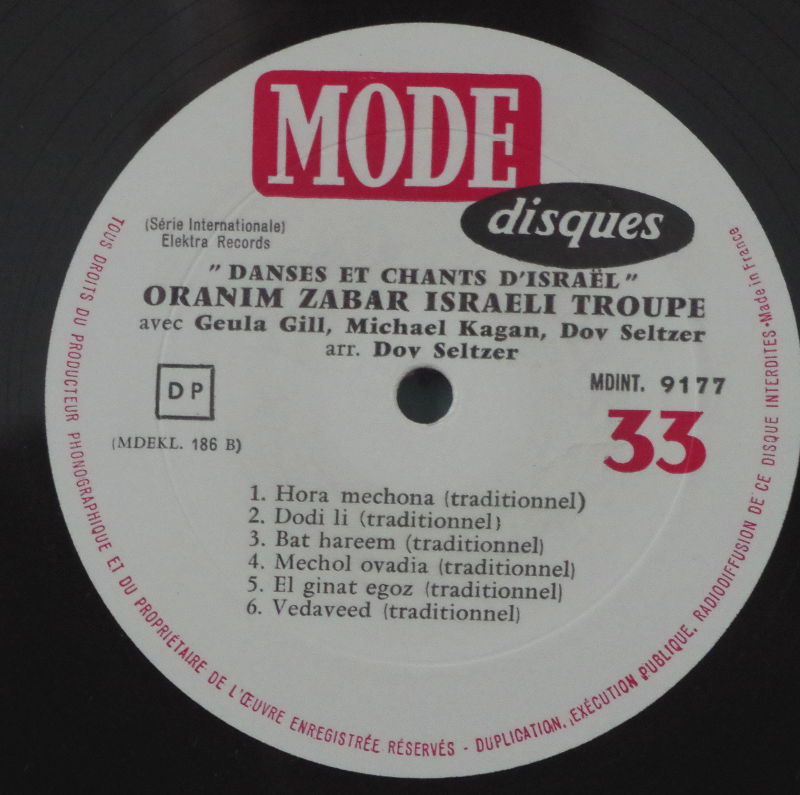 MODE
disques
(Série Internationale)
Elektra Records
" DANSES ET CHANTS D'ISRAËL "
ORANIM ZABAR ISRAELI TROUPE
avec Geula Gill, Michael Kagan, Dov Seltzer
arr. Dov Seltzer
DP
MDINT. 9177
(MDEKL. 186 B)
33
1. Hora mechona (traditionnel)
2. Dodi li (traditionnel)
3. Bat hareem (traditionnel)
4. Mechol ovadia (traditionnel)
5. El ginat egoz (traditionnel)
6. Vedaveed (traditionnel)
TOUS DROITS DU PRODUCTEUR PHONOGRAPHIQUE ET DU PROPRIÉTAIRE DE L'ŒUVRE ENREGISTRÉE RÉSERVÉS - DUPLICATION, EXÉCUTION PUBLIQUE, RADIODIFFUSION DE CE DISQUE INTERDITES • Made in France